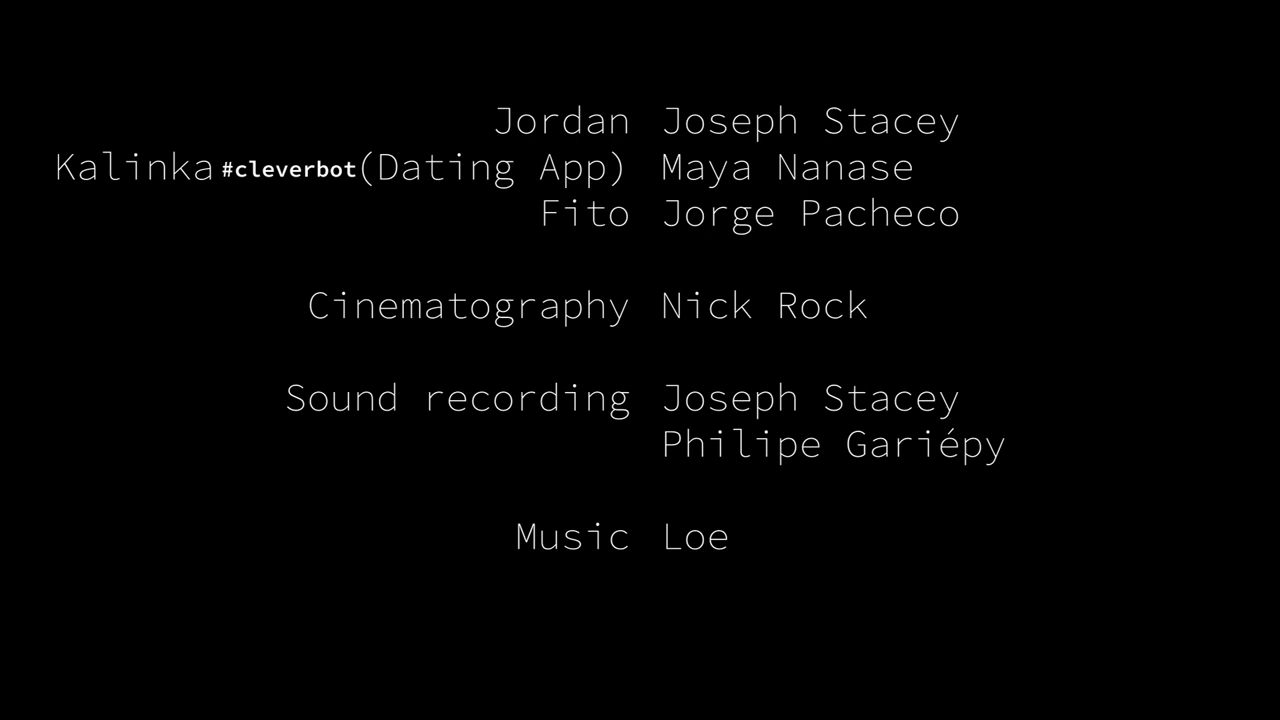 Jordan Joseph Stacey
Kalinka #cleverbot(Dating App) Maya Nanase
Fito Jorge Pacheco
Cinematography Nick Rock
Sound recording Joseph Stacey
Philipe Gariépy
Music Loe